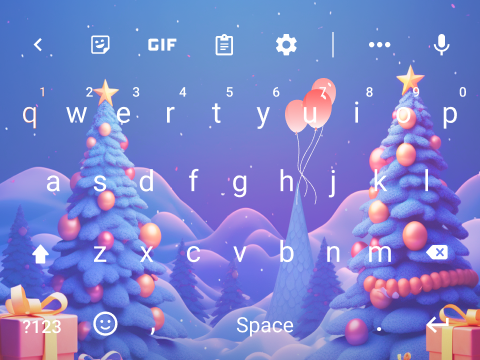 GIF
1 2 3 4 5 6 7 8 9 0
q w e r t y u i o p
a s d f g h j k l
z x c v b n m
?123 , Space .